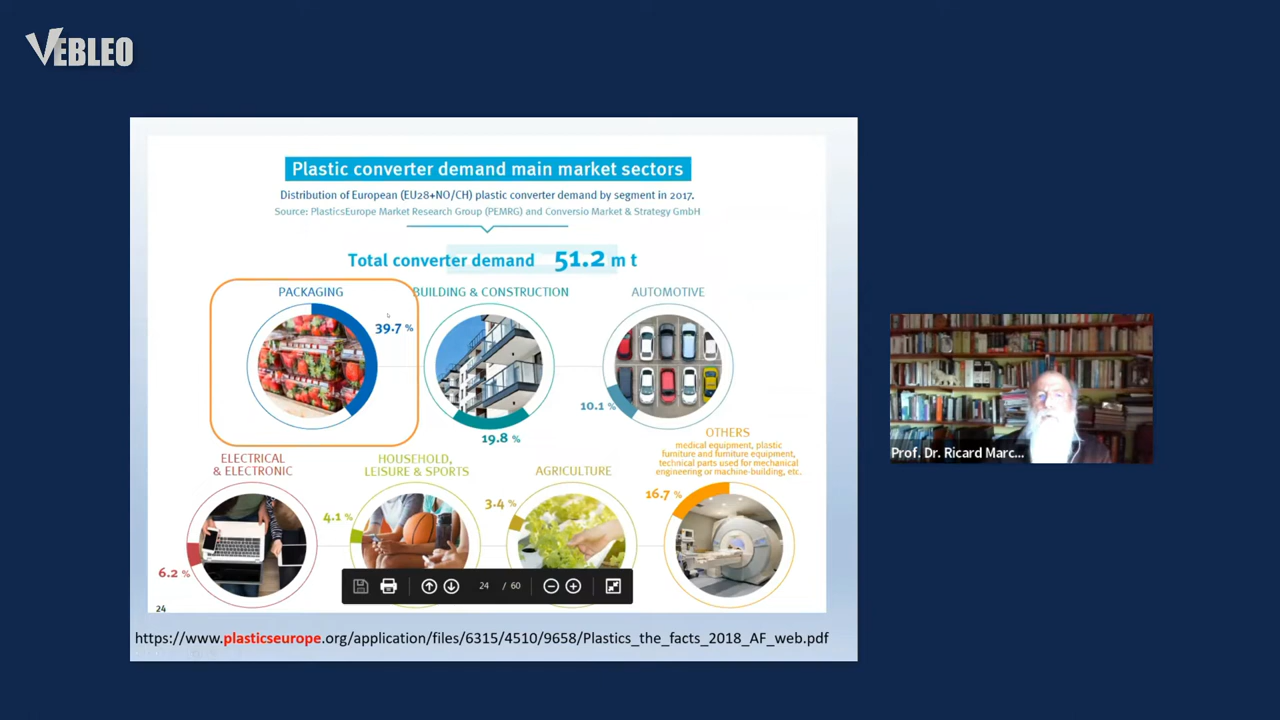 VEBLEO
Plastic converter demand main market sectors
Distribution of European (EU28+NO/CH) plastic converter demand by segment in 2017.
Source: PlasticsEurope Market Research Group (PEMRG) and Conversio Market & Strategy GmbH
Total converter demand 51.2 m t
PACKAGING
39.7 %
BUILDING & CONSTRUCTION
19.8 %
AUTOMOTIVE
10.1 %
ELECTRICAL
& ELECTRONIC
6.2 %
HOUSEHOLD,
LEISURE & SPORTS
4.1 %
AGRICULTURE
3.4 %
OTHERS
medical equipment, plastic
furniture and furniture equipment,
technical parts used for mechanical
engineering or machine-building, etc.
16.7 %
24 / 60
24
https://www.plasticseurope.org/application/files/6315/4510/9658/Plastics_the_facts_2018_AF_web.pdf
Prof. Dr. Ricard Marc...